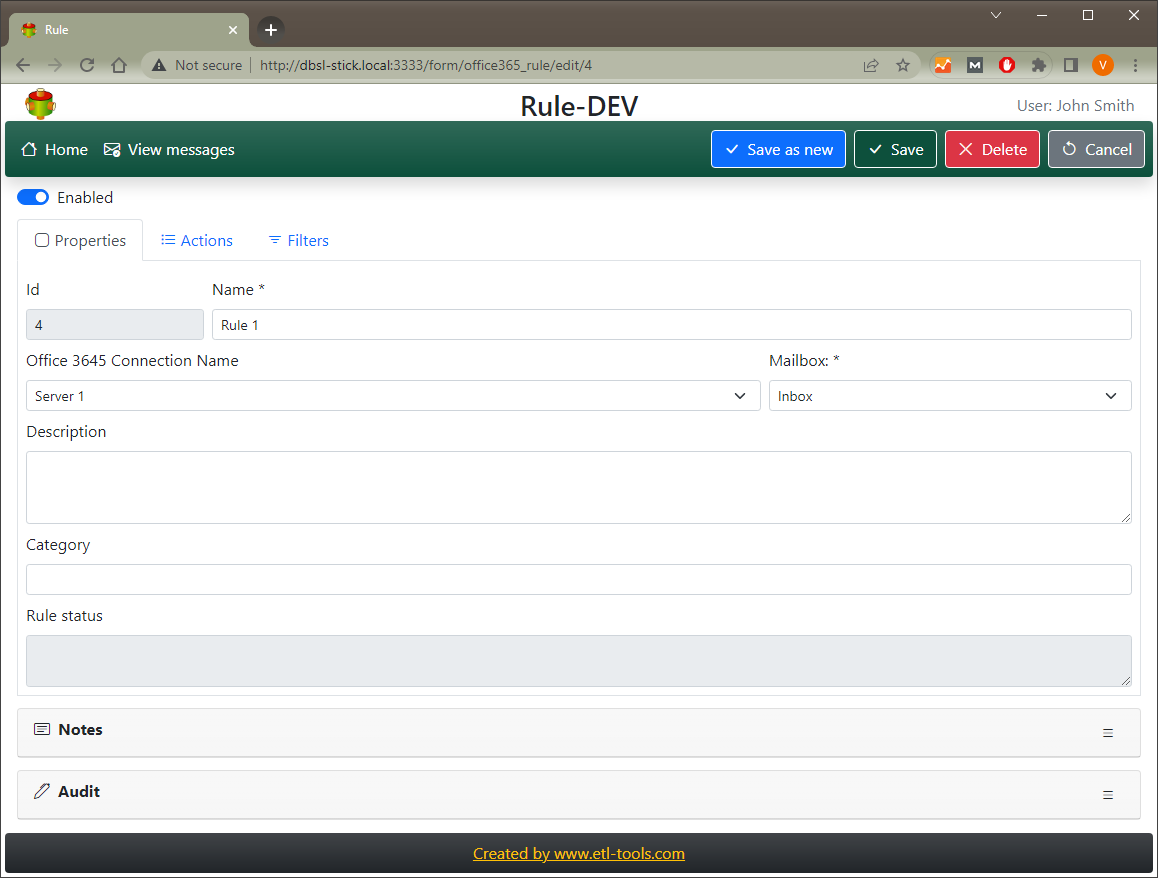 Rule
Not secure http://dbsl-stick.local:3333/form/office365_rule/edit/4
M
V
Rule-DEV
User: John Smith
Home View messages Save as new Save Delete Cancel
Enabled
Properties Actions Filters
Id Name *
4 Rule 1
Office 3645 Connection Name Mailbox: *
Server 1 Inbox
Description
Category
Rule status
Notes
Audit
Created by www.etl-tools.com